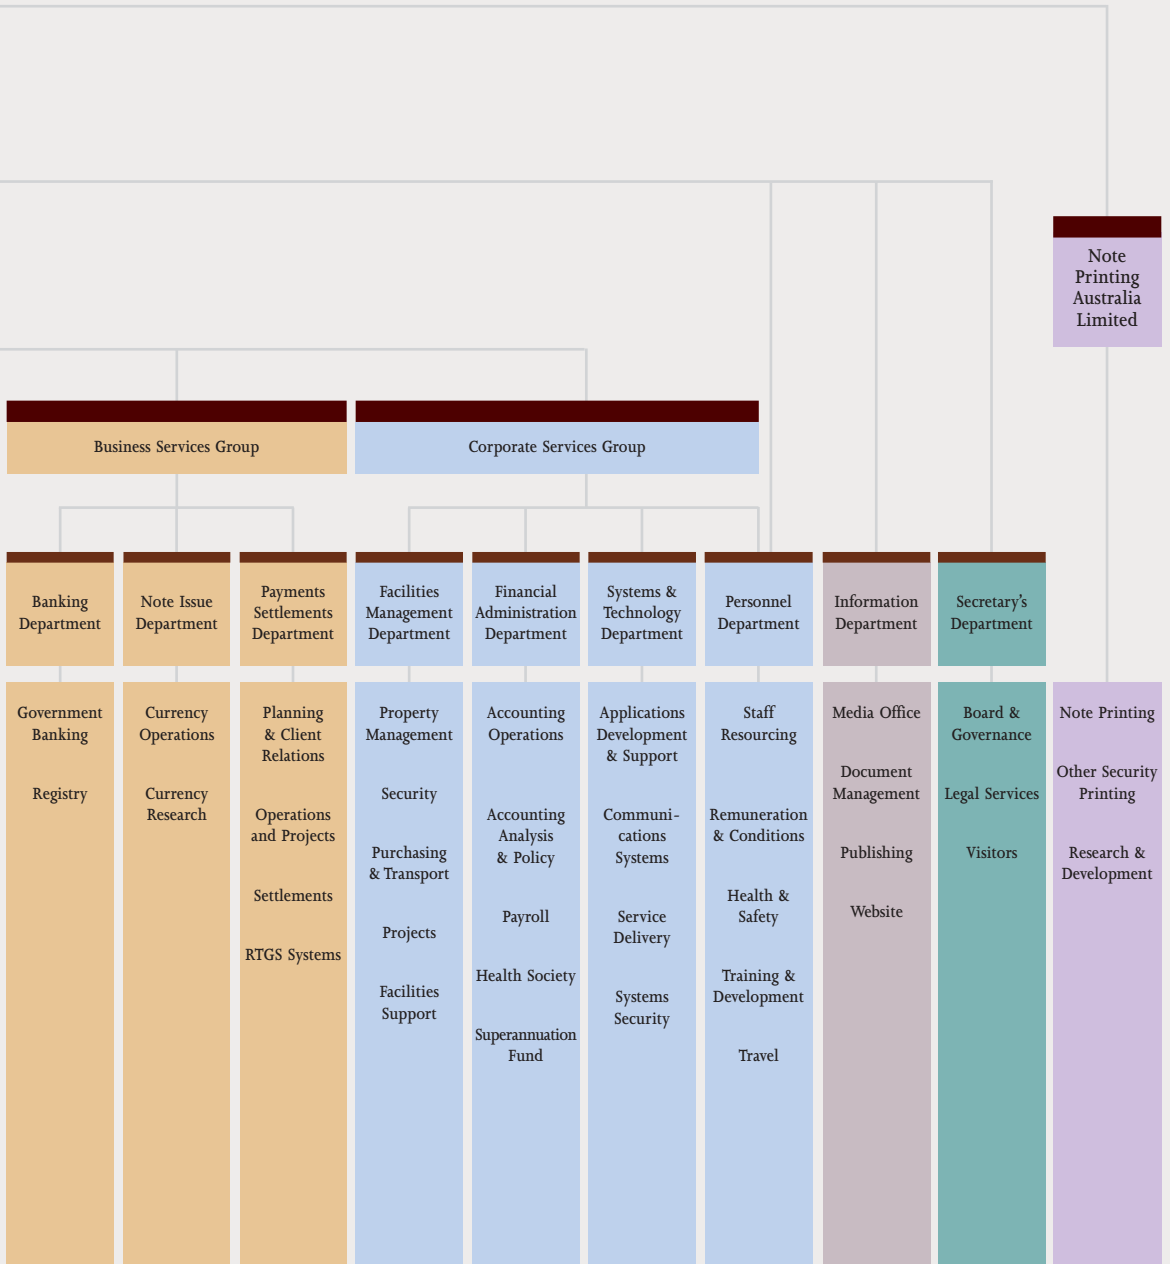 Note
Printing
Australia
Limited
Business Services Group
Corporate Services Group
Banking
Department
Note Issue
Department
Payments
Settlements
Department
Facilities
Management
Department
Financial
Administration
Department
Systems &
Technology
Department
Personnel
Department
Information
Department
Secretary’s
Department
Government
Banking
Registry
Currency
Operations
Currency
Research
Planning
& Client
Relations
Operations
and Projects
Settlements
RTGS Systems
Property
Management
Security
Purchasing
& Transport
Projects
Facilities
Support
Accounting
Operations
Accounting
Analysis
& Policy
Payroll
Health Society
Superannuation
Fund
Applications
Development
& Support
Communi-
cations
Systems
Service
Delivery
Systems
Security
Staff
Resourcing
Remuneration
& Conditions
Health &
Safety
Training &
Development
Travel
Media Office
Document
Management
Publishing
Website
Board &
Governance
Legal Services
Visitors
Note Printing
Other Security
Printing
Research &
Development